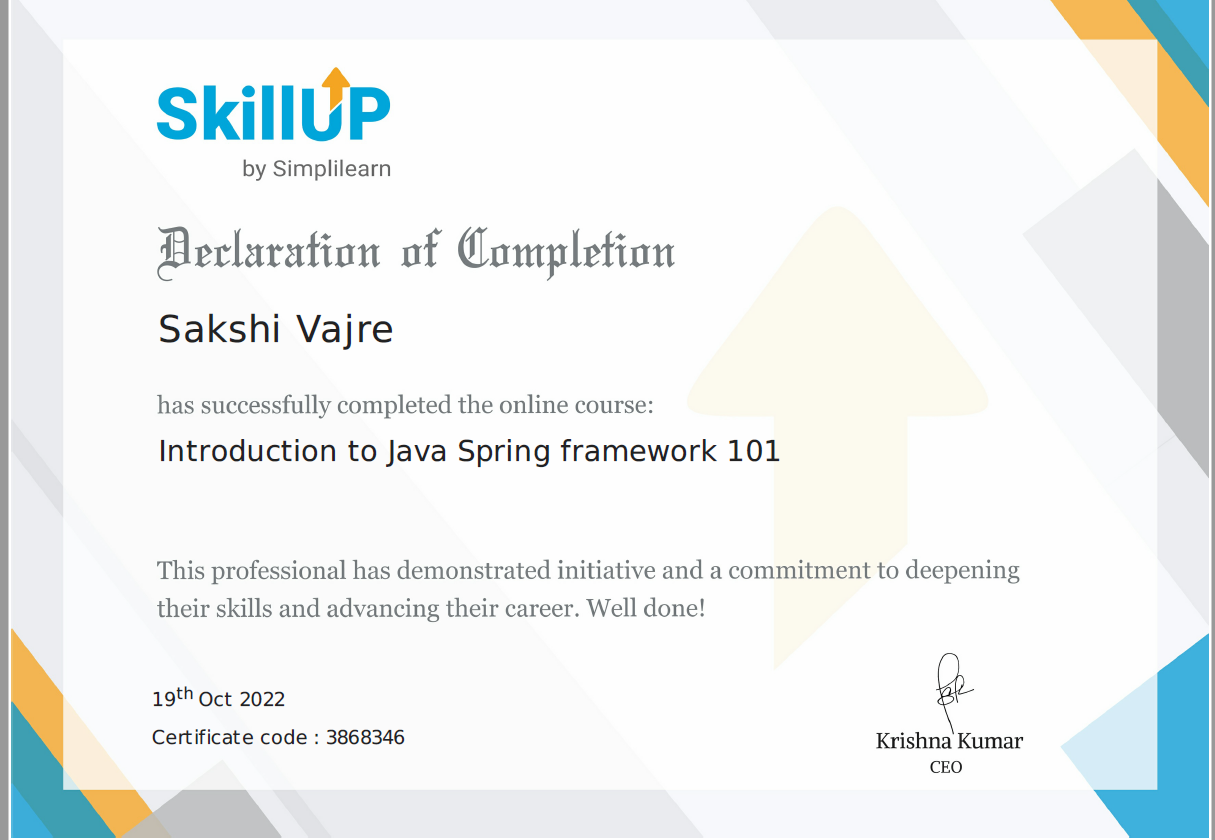 SkillUP
by Simplilearn
Declaration of Completion
Sakshi Vajre
has successfully completed the online course:
Introduction to Java Spring framework 101
This professional has demonstrated initiative and a commitment to deepening
their skills and advancing their career. Well done!
19th Oct 2022
Certificate code : 3868346
Krishna Kumar
CEO